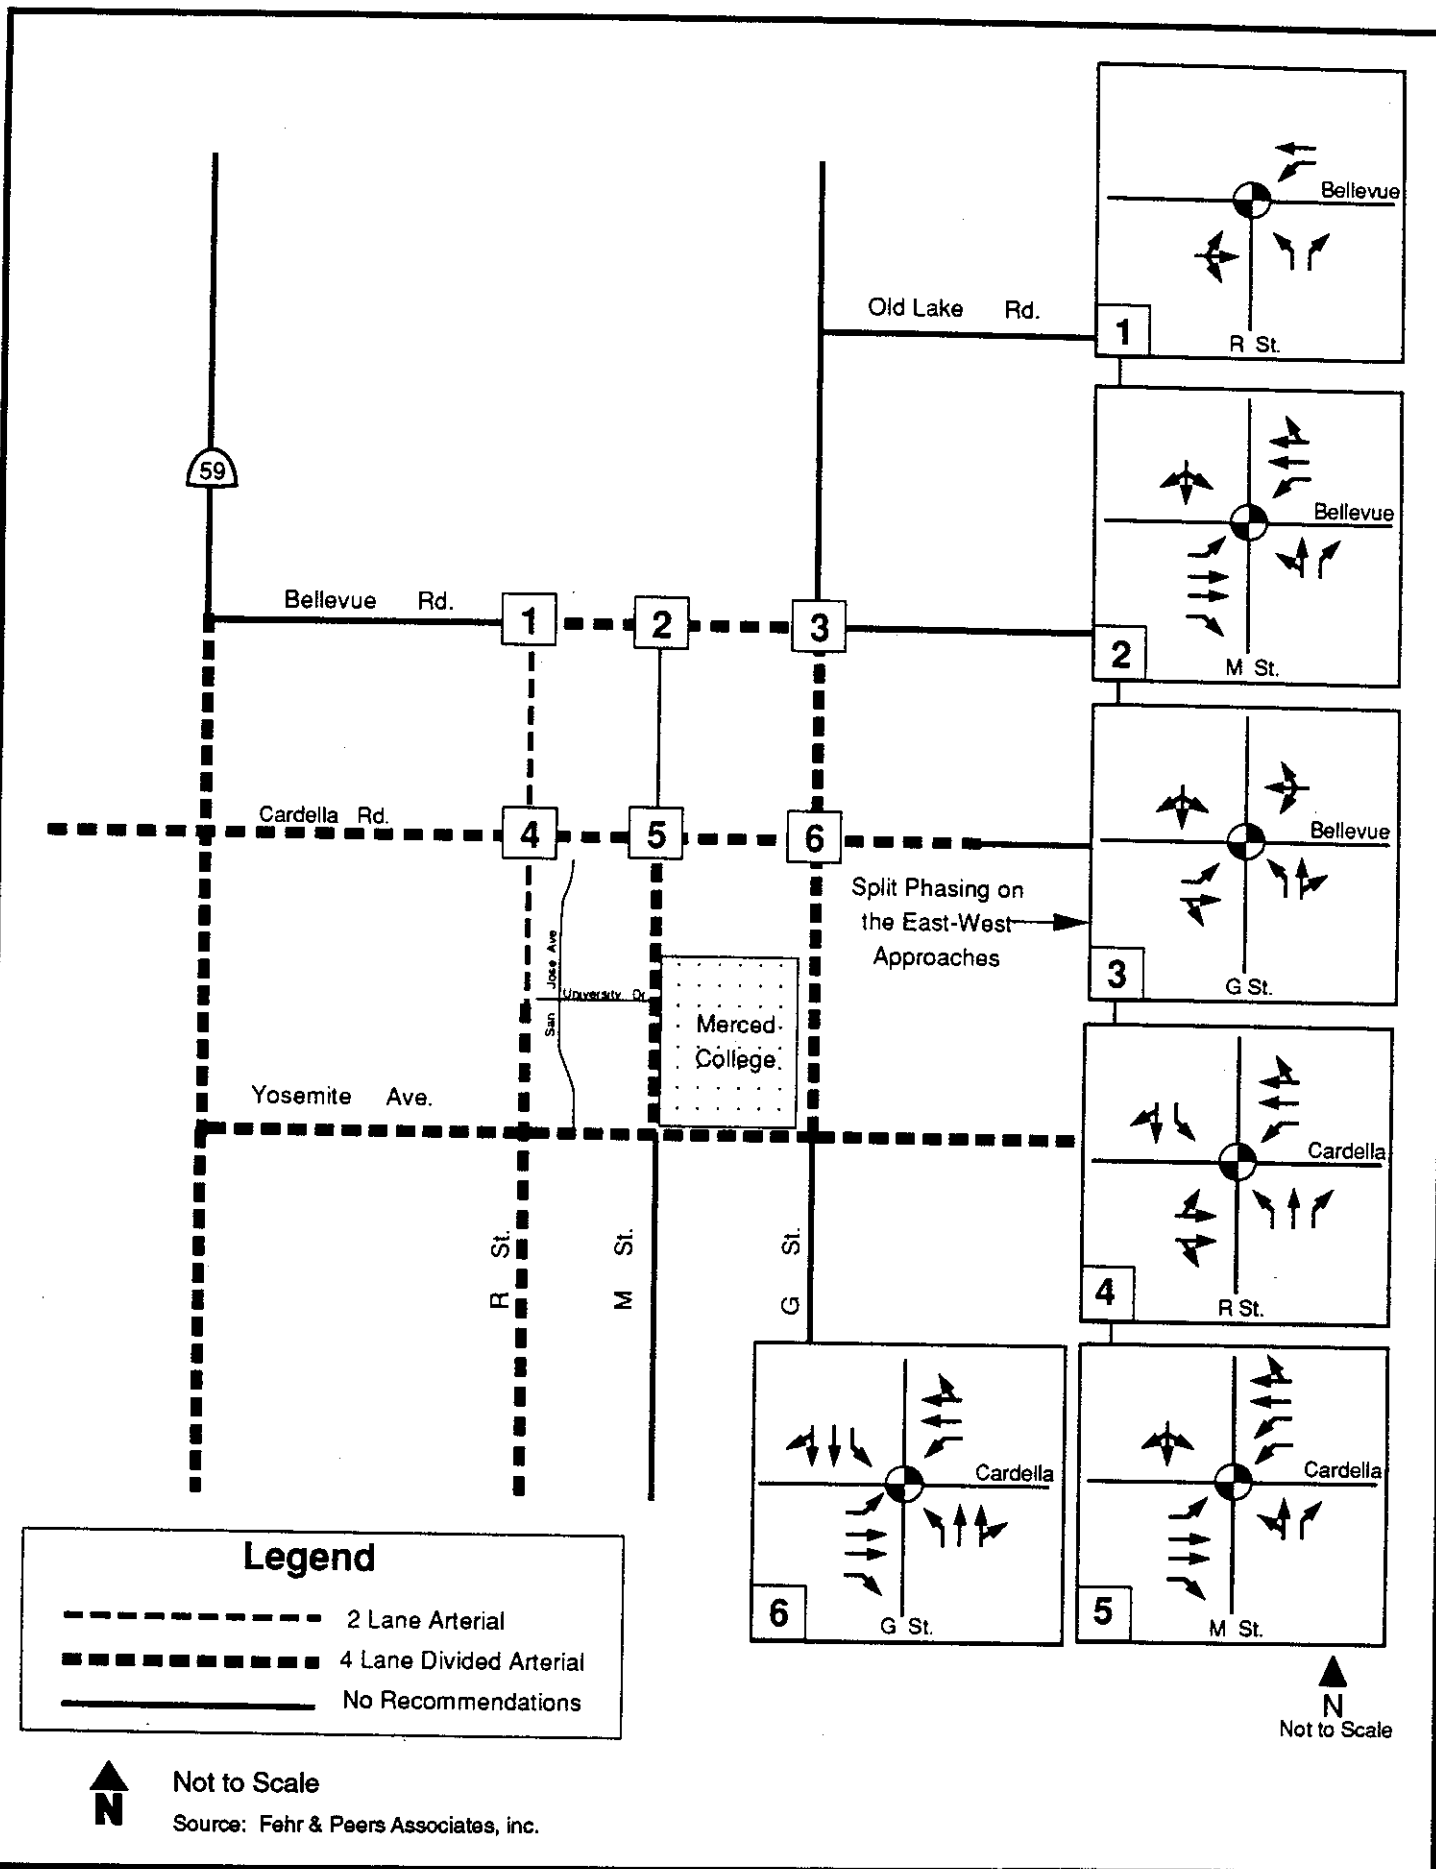 Bellevue
R St.
1
Old Lake Rd.
59
Bellevue
M St.
2
Bellevue Rd.
1
2
3
Bellevue
G St.
3
Cardella Rd.
4
5
6
Split Phasing on
the East-West
Approaches
San Jose Ave
University Dr.
Merced
College
Yosemite Ave.
R St.
M St.
G St.
Cardella
R St.
4
Cardella
G St.
6
Cardella
M St.
5
N
Not to Scale
Legend
2 Lane Arterial
4 Lane Divided Arterial
No Recommendations
N
Not to Scale
Source: Fehr & Peers Associates, inc.